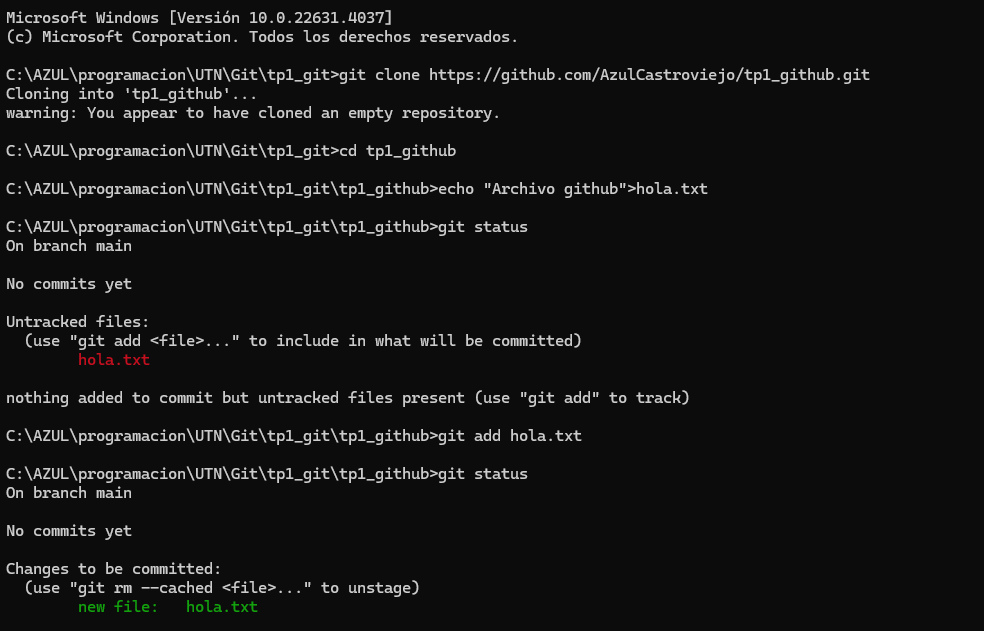 Microsoft Windows [Versión 10.0.22631.4037]
(c) Microsoft Corporation. Todos los derechos reservados.
C:\AZUL\programacion\UTN\Git\tp1_git>git clone https://github.com/AzulCastroviejo/tp1_github.git
Cloning into 'tp1_github'...
warning: You appear to have cloned an empty repository.
C:\AZUL\programacion\UTN\Git\tp1_git>cd tp1_github
C:\AZUL\programacion\UTN\Git\tp1_git\tp1_github>echo "Archivo github">hola.txt
C:\AZUL\programacion\UTN\Git\tp1_git\tp1_github>git status
On branch main
No commits yet
Untracked files:
  (use "git add <file>..." to include in what will be committed)
        hola.txt
nothing added to commit but untracked files present (use "git add" to track)
C:\AZUL\programacion\UTN\Git\tp1_git\tp1_github>git add hola.txt
C:\AZUL\programacion\UTN\Git\tp1_git\tp1_github>git status
On branch main
No commits yet
Changes to be committed:
  (use "git rm --cached <file>..." to unstage)
        new file:   hola.txt